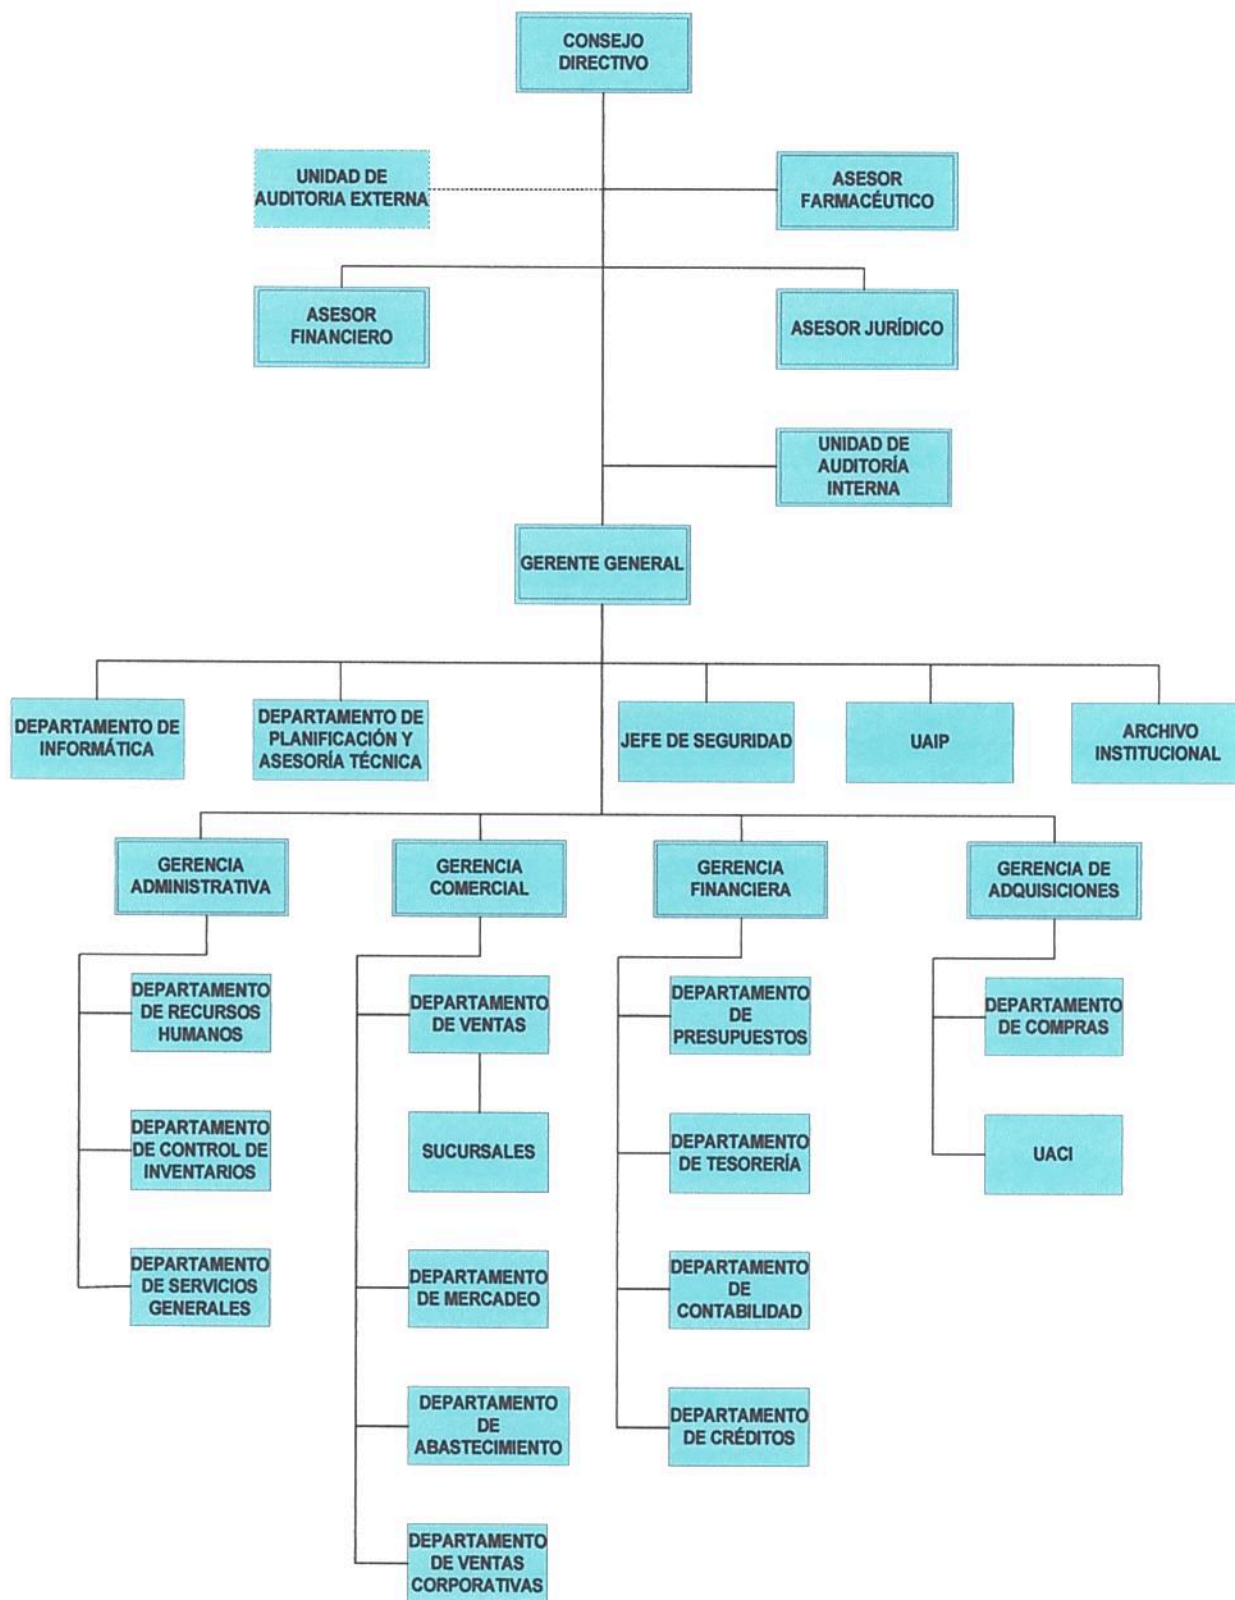 CONSEJO
DIRECTIVO
UNIDAD DE
AUDITORIA EXTERNA
ASESOR
FARMACÉUTICO
ASESOR
FINANCIERO
ASESOR JURÍDICO
UNIDAD DE
AUDITORÍA
INTERNA
GERENTE GENERAL
DEPARTAMENTO DE
INFORMÁTICA
DEPARTAMENTO DE
PLANIFICACIÓN Y
ASESORÍA TÉCNICA
JEFE DE SEGURIDAD
UAIP
ARCHIVO
INSTITUCIONAL
GERENCIA
ADMINISTRATIVA
GERENCIA
COMERCIAL
GERENCIA
FINANCIERA
GERENCIA DE
ADQUISICIONES
DEPARTAMENTO
DE RECURSOS
HUMANOS
DEPARTAMENTO
DE CONTROL DE
INVENTARIOS
DEPARTAMENTO
DE SERVICIOS
GENERALES
DEPARTAMENTO
DE VENTAS
SUCURSALES
DEPARTAMENTO
DE MERCADEO
DEPARTAMENTO
DE
ABASTECIMIENTO
DEPARTAMENTO
DE VENTAS
CORPORATIVAS
DEPARTAMENTO
DE
PRESUPUESTOS
DEPARTAMENTO
DE TESORERÍA
DEPARTAMENTO
DE
CONTABILIDAD
DEPARTAMENTO
DE CRÉDITOS
DEPARTAMENTO
DE COMPRAS
UACI